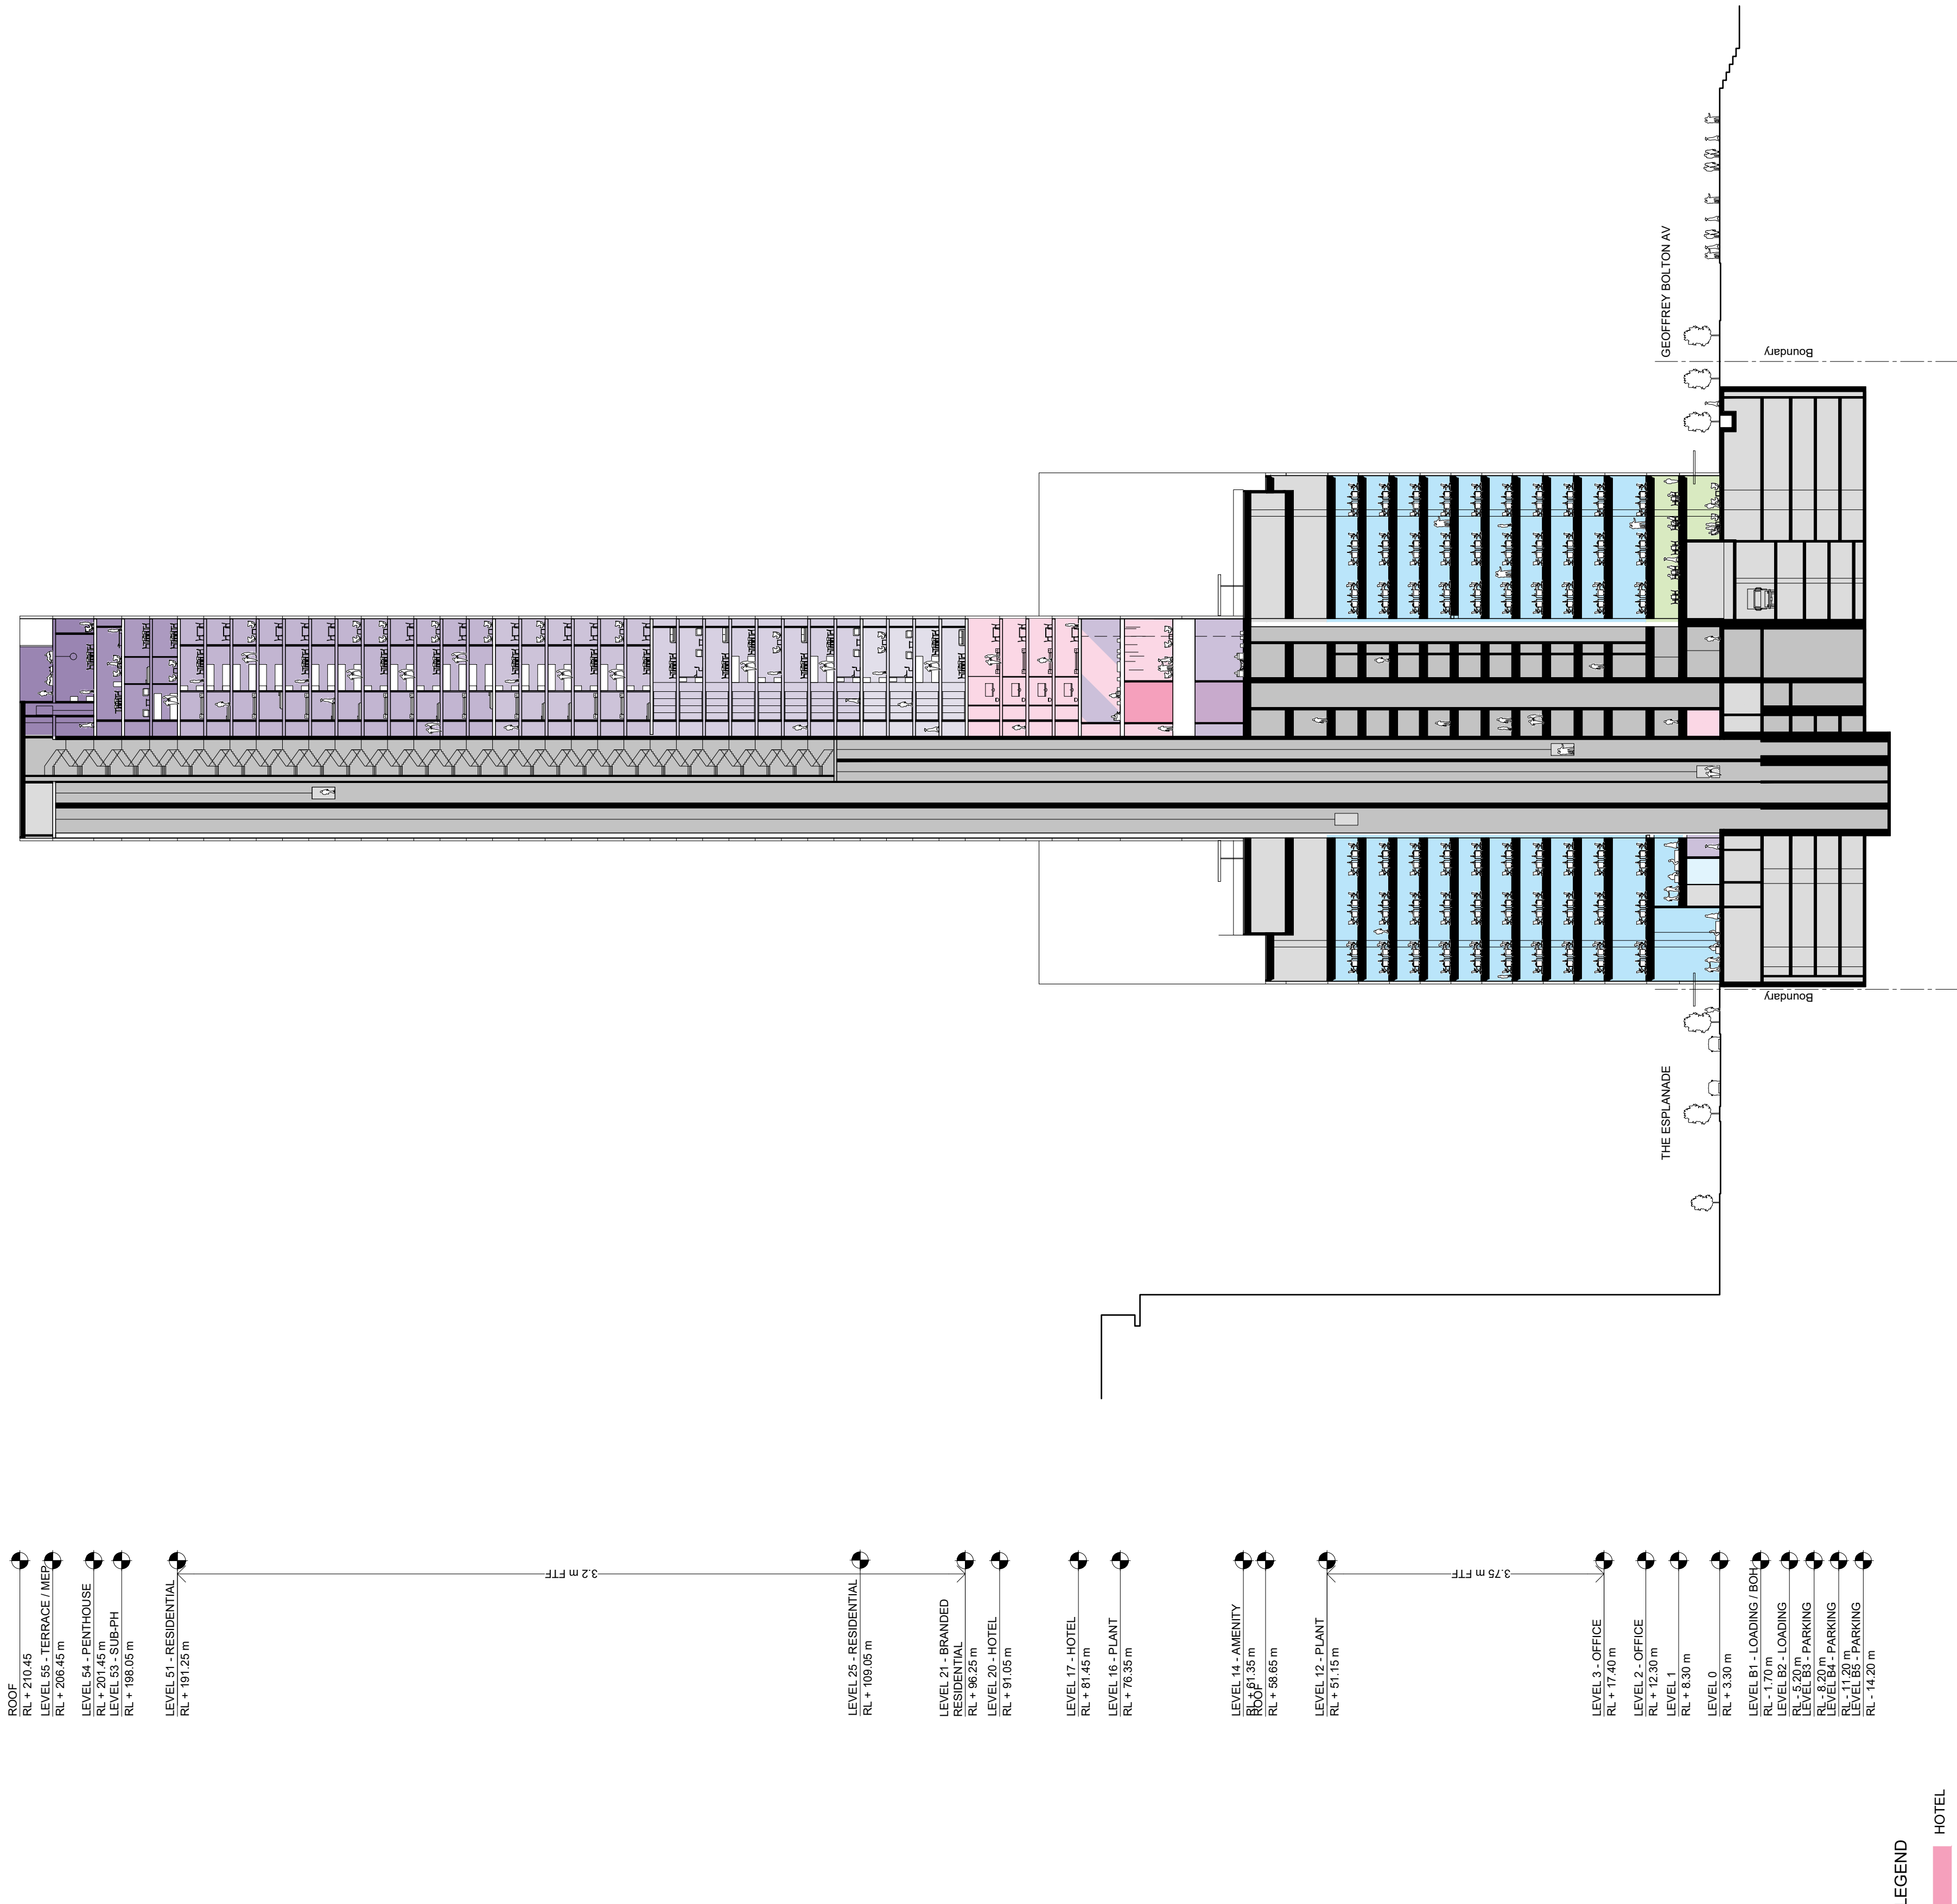 ROOF
RL + 210.45
LEVEL 55 - TERRACE / MEP
RL + 206.45 m
LEVEL 54 - PENTHOUSE
RL + 201.45 m
LEVEL 53 - SUB-PH
RL + 198.05 m
LEVEL 51 - RESIDENTIAL
RL + 191.25 m
3.2 m FTF
LEVEL 25 - RESIDENTIAL
RL + 109.05 m
LEVEL 21 - BRANDED
RESIDENTIAL
RL + 96.25 m
LEVEL 20 - HOTEL
RL + 91.05 m
LEVEL 17 - HOTEL
RL + 81.45 m
LEVEL 16 - PLANT
RL + 76.35 m
LEVEL 14 - AMENITY
RL + 61.35 m
ROOF
RL + 58.65 m
LEVEL 12 - PLANT
RL + 51.15 m
3.75 m FTF
LEVEL 3 - OFFICE
RL + 17.40 m
LEVEL 2 - OFFICE
RL + 12.30 m
LEVEL 1
RL + 8.30 m
LEVEL 0
RL + 3.30 m
LEVEL B1 - LOADING / BOH
RL - 1.70 m
LEVEL B2 - LOADING
RL - 5.20 m
LEVEL B3 - PARKING
RL - 8.20 m
LEVEL B4 - PARKING
RL - 11.20 m
LEVEL B5 - PARKING
RL - 14.20 m
THE ESPLANADE
Boundary
GEOFFREY BOLTON AV
Boundary
LEGEND
HOTEL